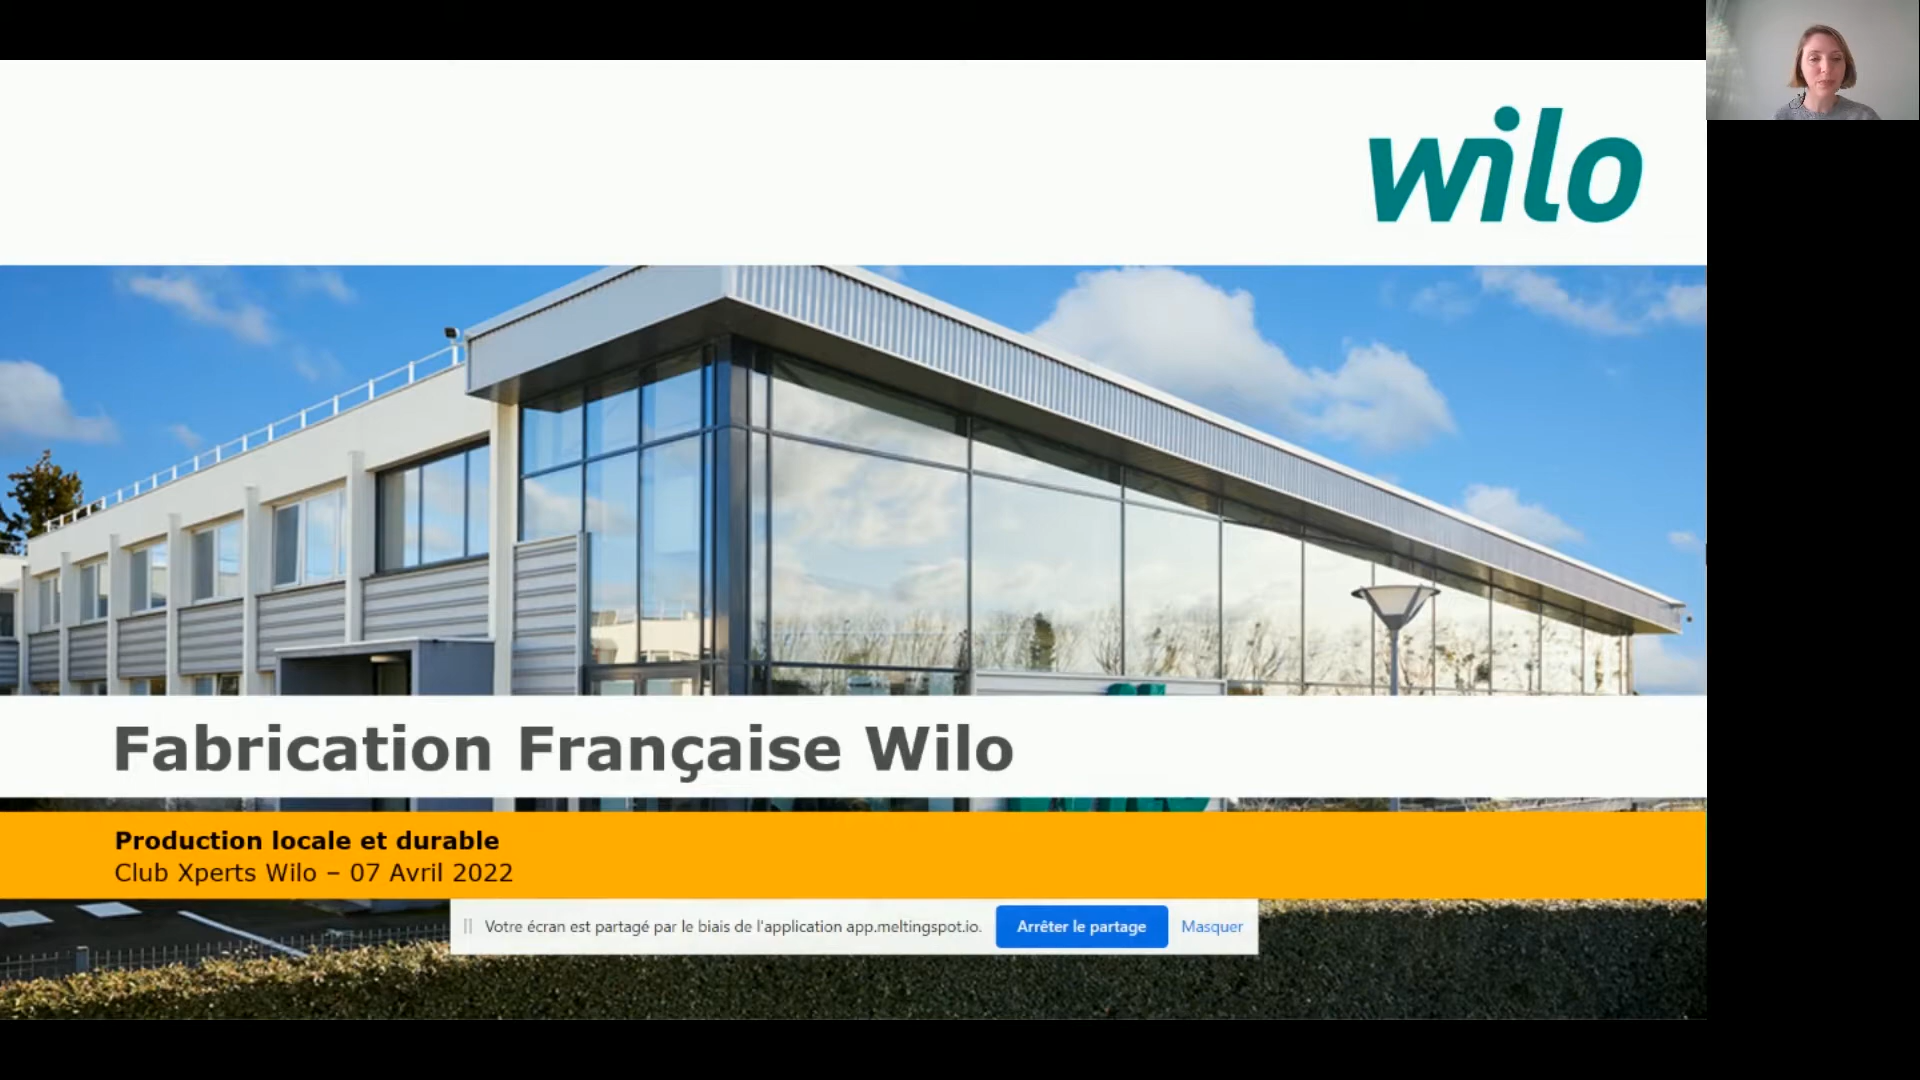 wilo
Fabrication Française Wilo
Production locale et durable
Club Xperts Wilo – 07 Avril 2022
Votre écran est partagé par le biais de l'application app.meltingspot.io.
Arrêter le partage
Masquer